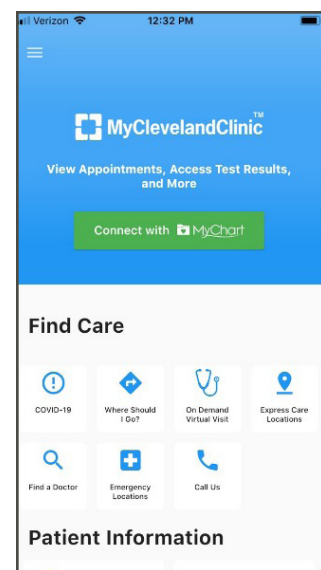 Verizon 12:32 PM
MyClevelandClinic™
View Appointments, Access Test Results,
and More
Connect with MyChart
Find Care
COVID-19
Where Should
I Go?
On Demand
Virtual Visit
Express Care
Locations
Find a Doctor
Emergency
Locations
Call Us
Patient Information